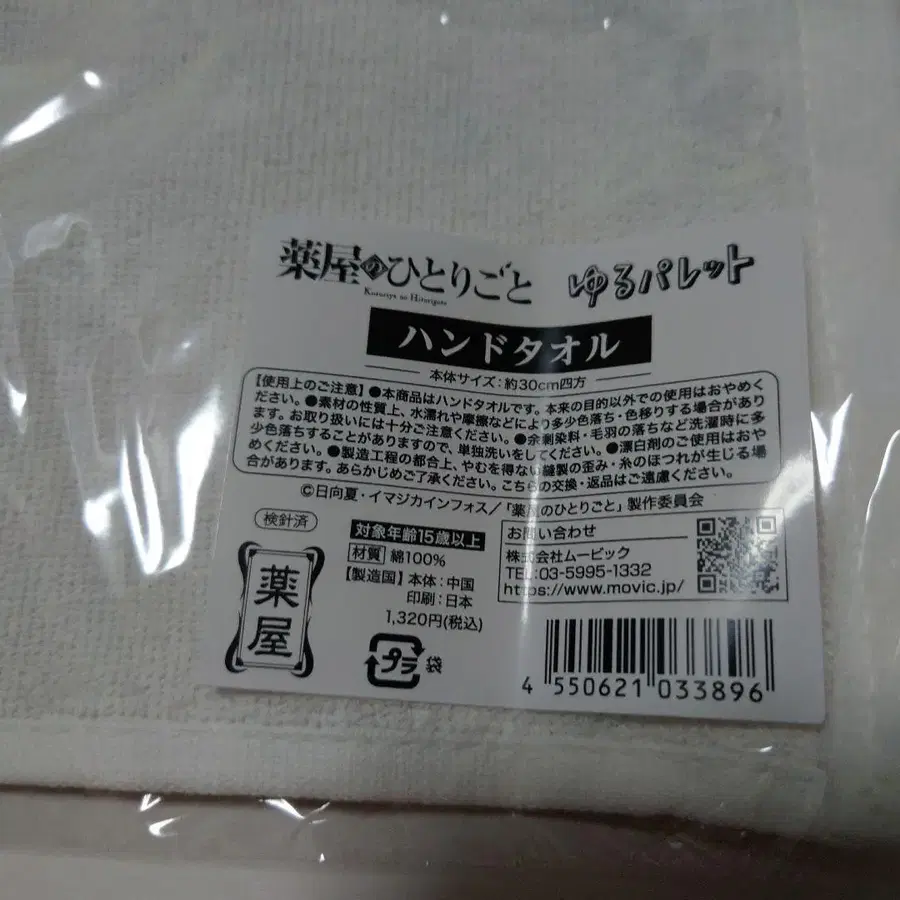 薬屋のひとりごと ゆるパレット
Kusuriya no Hitorigoto
ハンドタオル
本体サイズ：約30cm四方
【使用上のご注意】●本商品はハンドタオルです。本来の目的以外での使用はおやめく
ださい。●素材の性質上、水濡れや摩擦などにより多少色落ち・色移りする場合があり
ます。お取り扱いには十分ご注意ください。●余剰染料・毛羽の落ちなど洗濯時に多
少色落ちすることがありますので、単独洗いをしてください。●漂白剤のご使用はおや
めください。●製造工程の都合上、やむを得ない縫製の歪み・糸のほつれが生じる場
合があります。あらかじめご了承ください。こちらの交換・返品はご遠慮ください。
©日向夏・イマジカインフォス／「薬屋のひとりごと」製作委員会
検針済
薬屋
対象年齢15歳以上
材質 綿100%
【製造国】本体：中国
印刷：日本
1,320円(税込)
プラ 袋
お問い合わせ
株式会社ムービック
TEL:03-5995-1332
https://www.movic.jp/
4 550621 033896